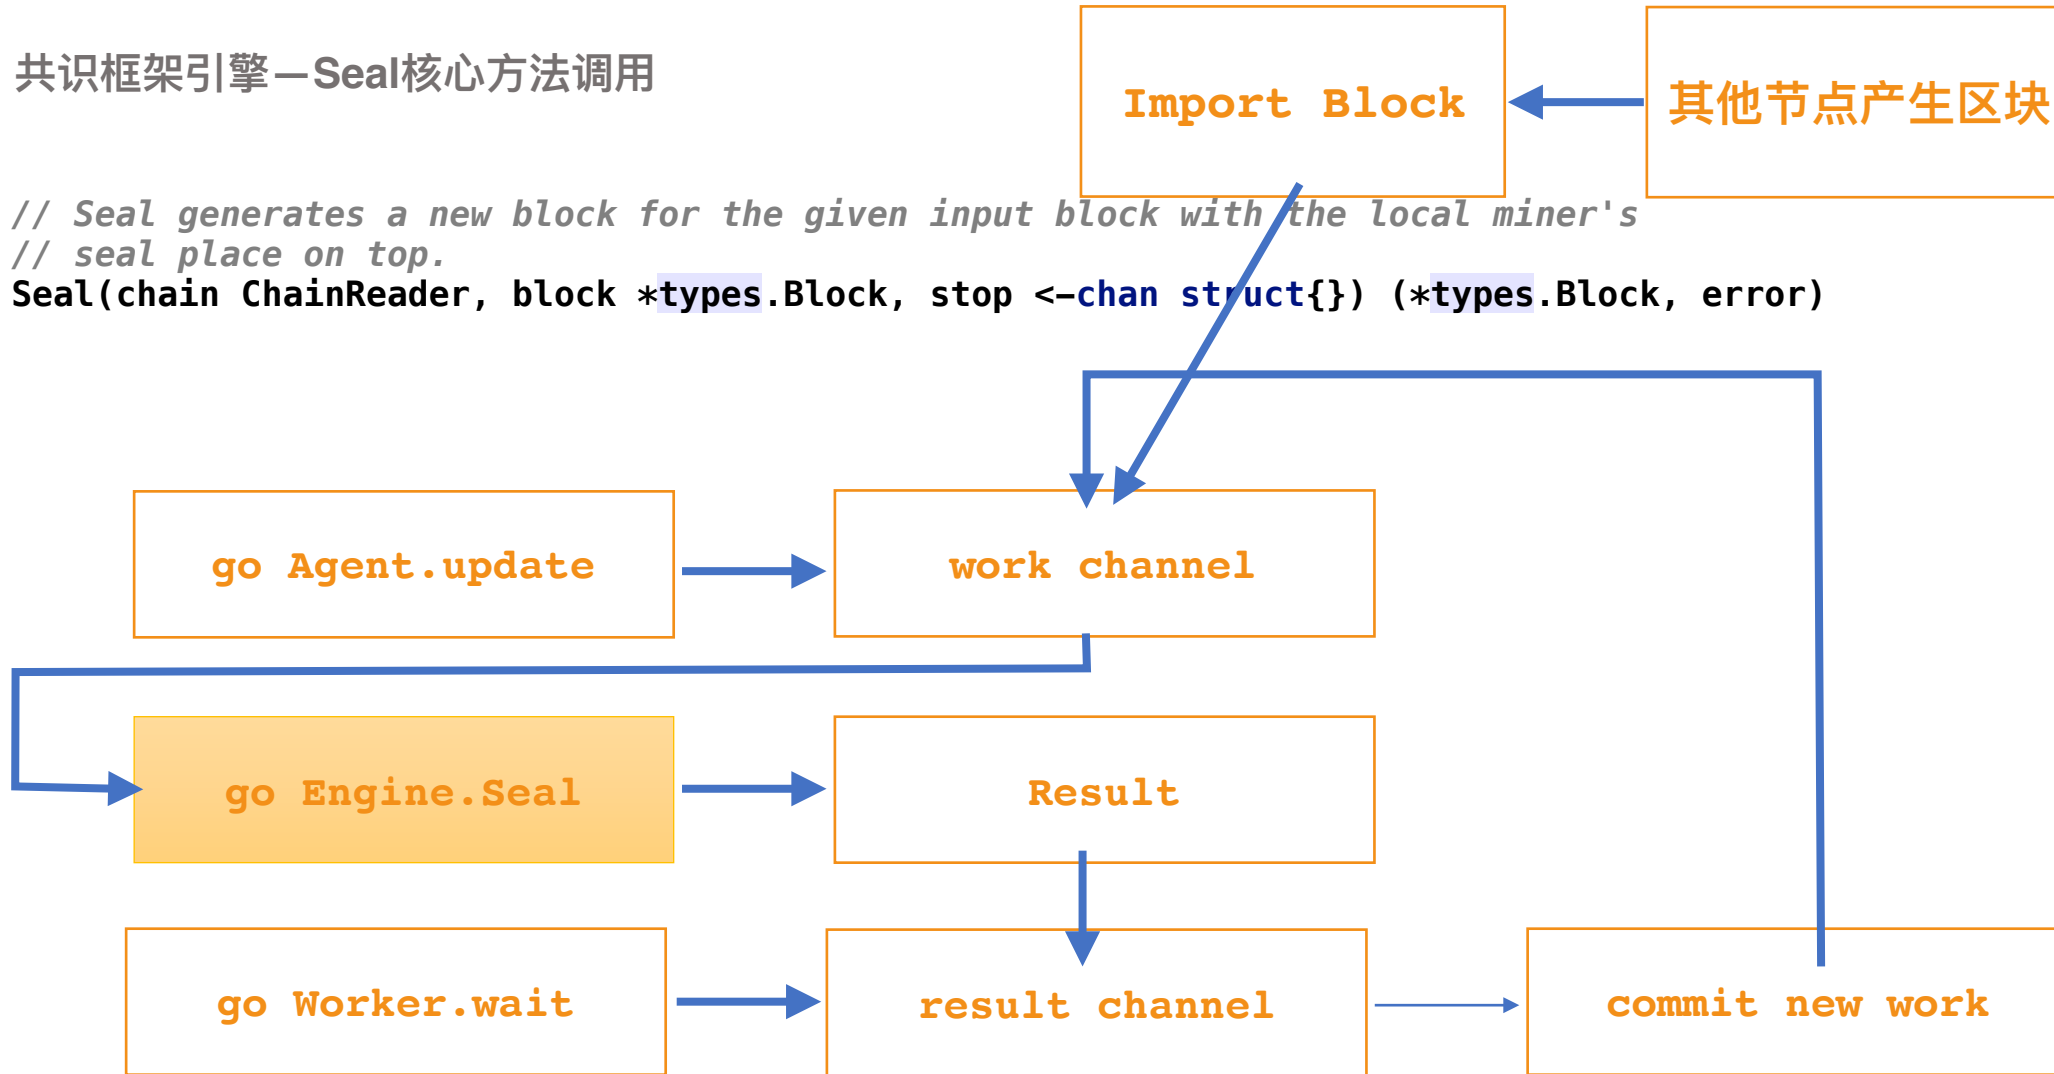 共识框架引擎—Seal核心方法调用
Import Block
其他节点产生区块
// Seal generates a new block for the given input block with the local miner's
// seal place on top.
Seal(chain ChainReader, block *types.Block, stop <-chan struct{}) (*types.Block, error)
go Agent.update
work channel
go Engine.Seal
Result
go Worker.wait
result channel
commit new work